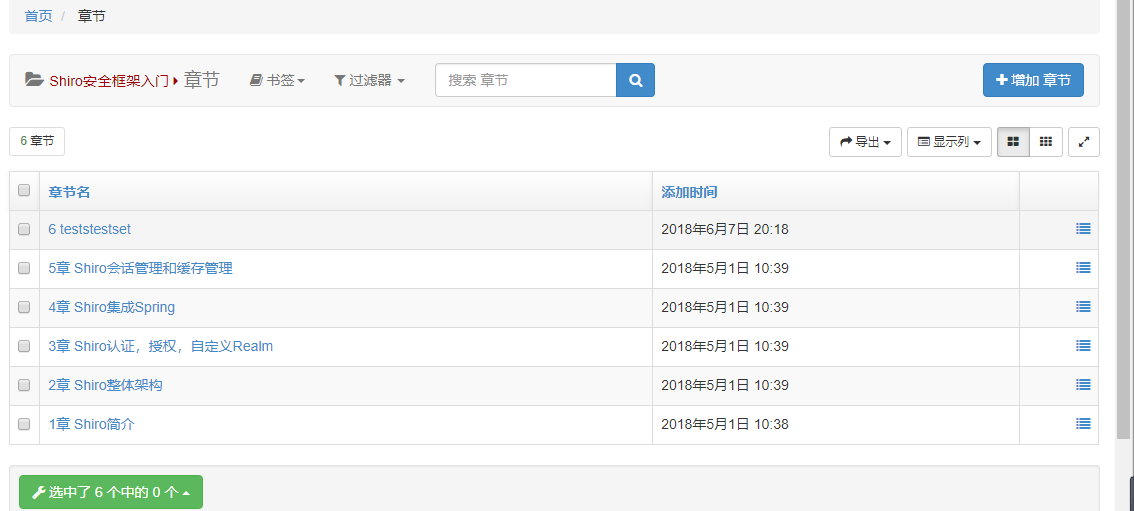 首页 / 章节
Shiro安全框架入门 章节 书签 过滤器 搜索 章节 增加 章节
6 章节 导出 显示列
章节名 添加时间
6 teststestset 2018年6月7日 20:18
5章 Shiro会话管理和缓存管理 2018年5月1日 10:39
4章 Shiro集成Spring 2018年5月1日 10:39
3章 Shiro认证，授权，自定义Realm 2018年5月1日 10:39
2章 Shiro整体架构 2018年5月1日 10:39
1章 Shiro简介 2018年5月1日 10:38
选中了 6 个中的 0 个